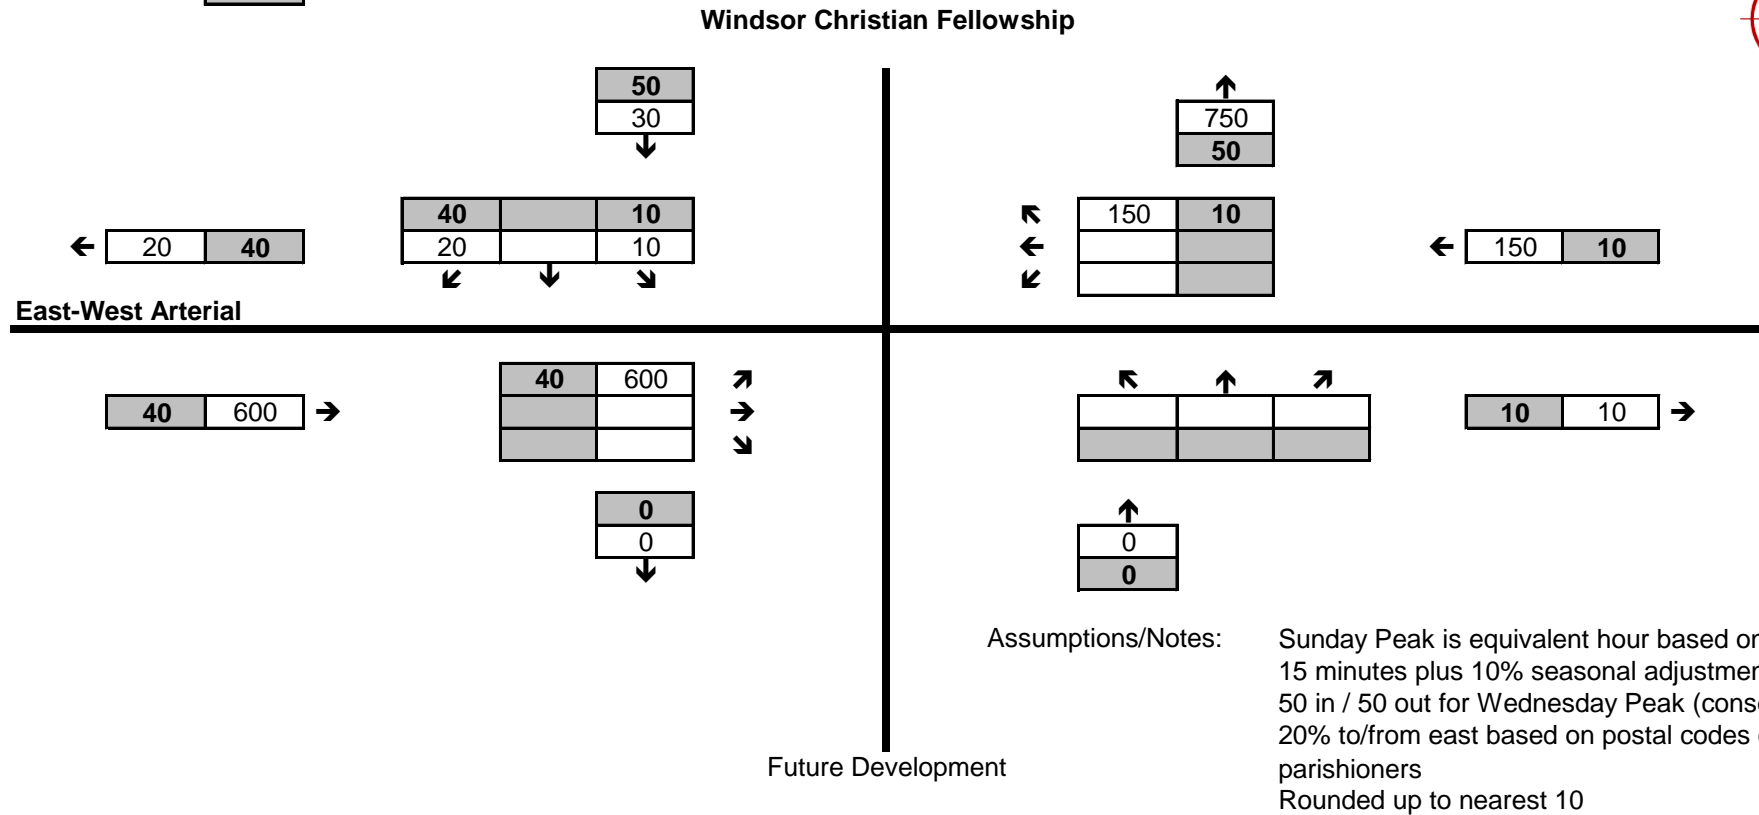 Windsor Christian Fellowship
50
30
750
50
40 10
20 10
20 40
150 10
150 10
East-West Arterial
40 600
40 600
10 10
0
0
0
0
Assumptions/Notes:
Sunday Peak is equivalent hour based
15 minutes plus 10% seasonal
50 in / 50 out for Wednesday Peak
20% to/from east based on postal codes
parishioners
Rounded up to nearest 10
Future Development